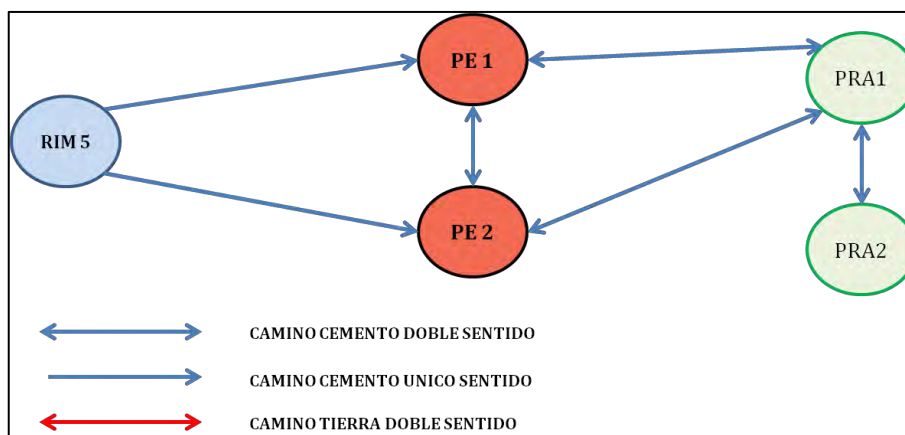 PE 1
PRA1
RIM 5
PE 2
PRA2
CAMINO CEMENTO DOBLE SENTIDO
CAMINO CEMENTO UNICO SENTIDO
CAMINO TIERRA DOBLE SENTIDO